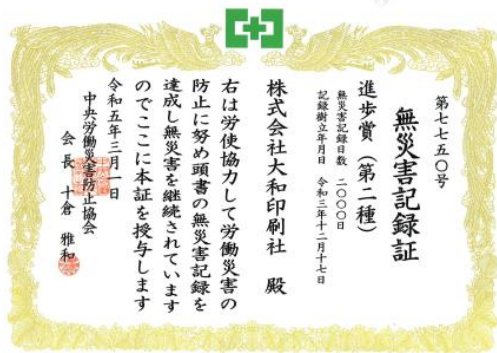 第七七五〇号
無災害記録証
進歩賞（第二種）
無災害記録日数　二〇〇〇日
記録樹立年月日　令和三年十二月十七日
株式会社大和印刷社　殿
右は労使協力して労働災害の
防止に努め頭書の無災害記録を
達成し無災害を継続されています
のでここに本証を授与します
令和五年三月一日
中央労働災害防止協会
会長　十倉　雅和